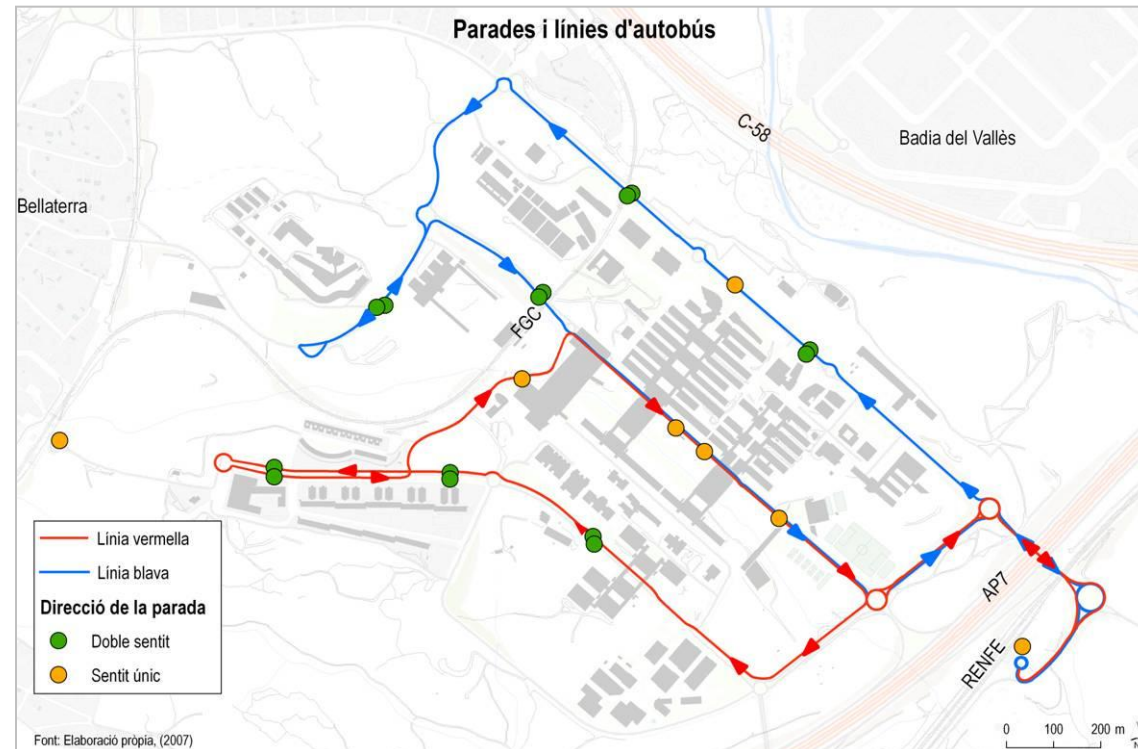 Parades i línies d'autobús
C-58
Badia del Vallès
Bellaterra
FGC
AP7
RENFE
Línia vermella
Línia blava
Direcció de la parada
Doble sentit
Sentit únic
0 100 200 m
Font: Elaboració pròpia, (2007)